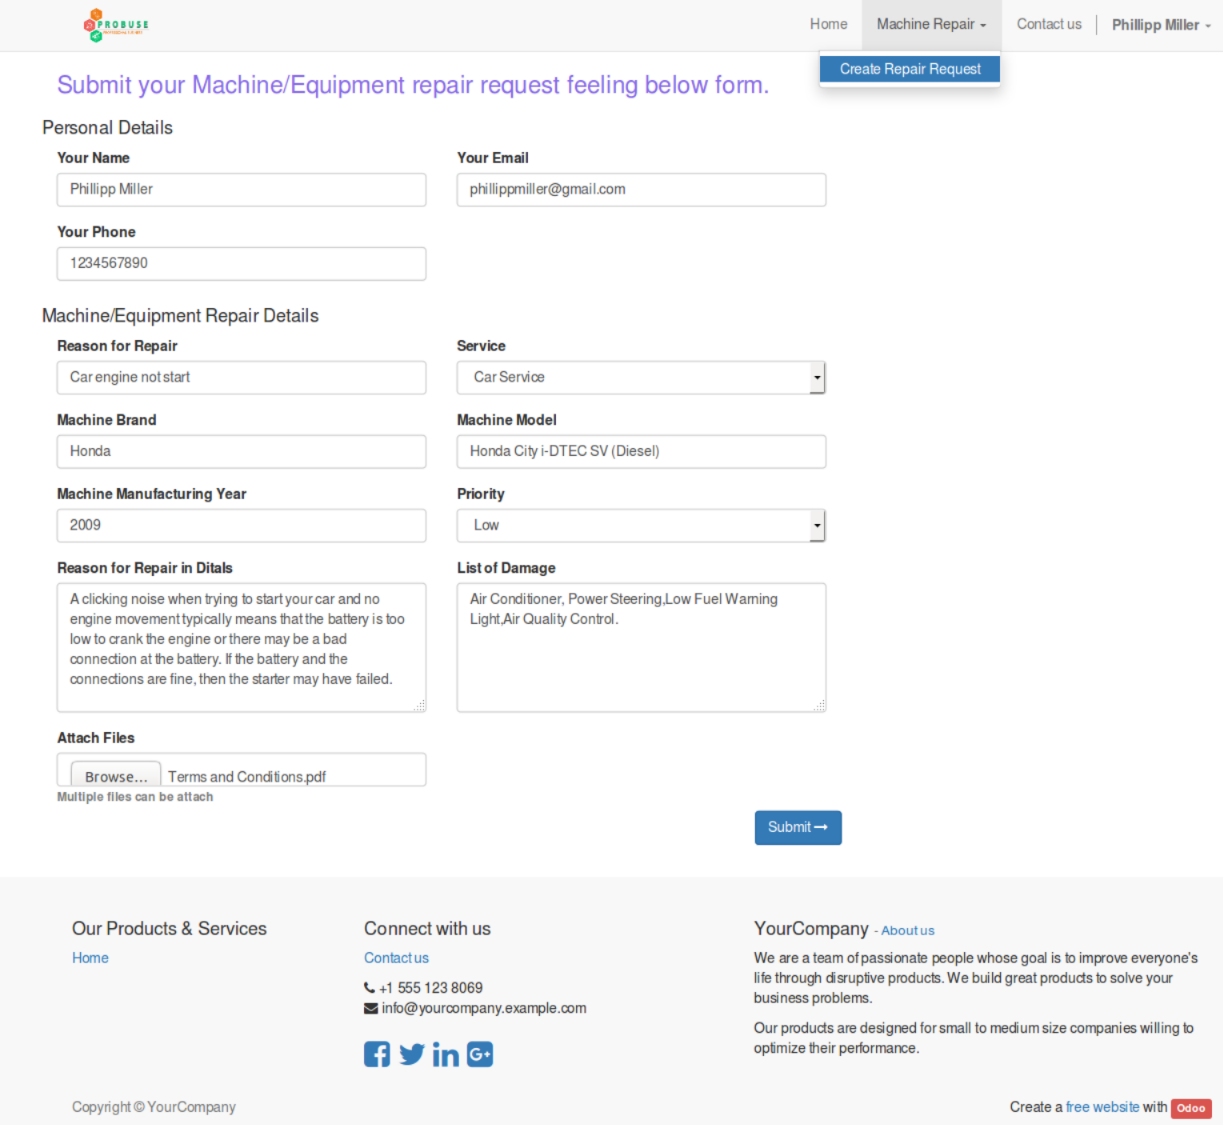 PROBUSE
Home
Machine Repair
Contact us
Phillipp Miller
Create Repair Request
Submit your Machine/Equipment repair request feeling below form.
Personal Details
Your Name
Your Email
Phillipp Miller
phillippmiller@gmail.com
Your Phone
1234567890
Machine/Equipment Repair Details
Reason for Repair
Service
Car engine not start
Car Service
Machine Brand
Machine Model
Honda
Honda City i-DTEC SV (Diesel)
Machine Manufacturing Year
Priority
2009
Low
Reason for Repair in Ditals
List of Damage
A clicking noise when trying to start your car and no
engine movement typically means that the battery is too
low to crank the engine or there may be a bad
connection at the battery. If the battery and the
connections are fine, then the starter may have failed.
Air Conditioner, Power Steering,Low Fuel Warning
Light,Air Quality Control.
Attach Files
Browse... Terms and Conditions.pdf
Multiple files can be attach
Submit
Our Products & Services
Home
Connect with us
Contact us
+1 555 123 8069
info@yourcompany.example.com
YourCompany - About us
We are a team of passionate people whose goal is to improve everyone's
life through disruptive products. We build great products to solve your
business problems.
Our products are designed for small to medium size companies willing to
optimize their performance.
Copyright © YourCompany
Create a free website with Odoo